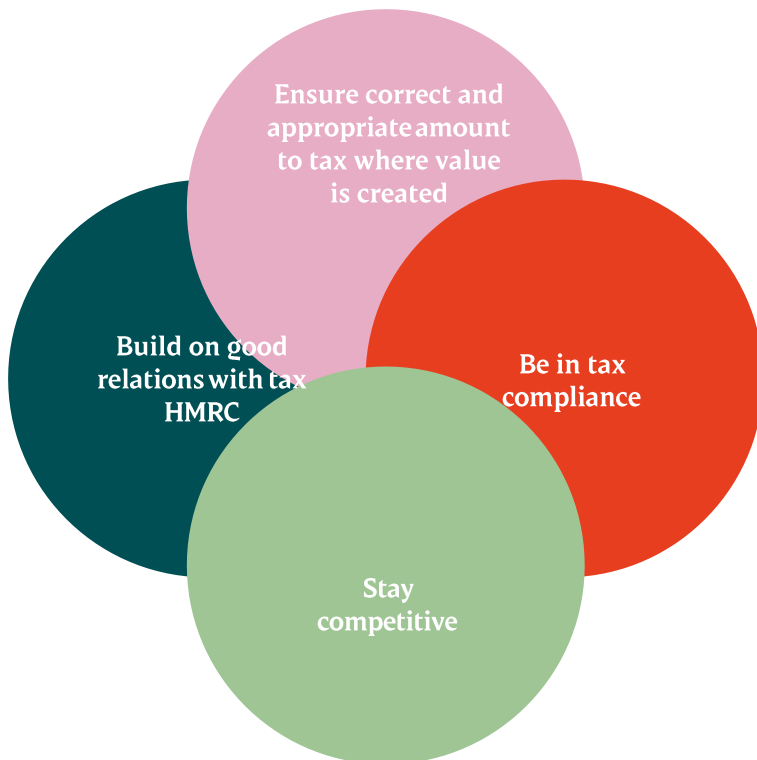 Ensure correct and
appropriate amount
to tax where value
is created
Build on good
relations with tax
HMRC
Be in tax
compliance
Stay
competitive